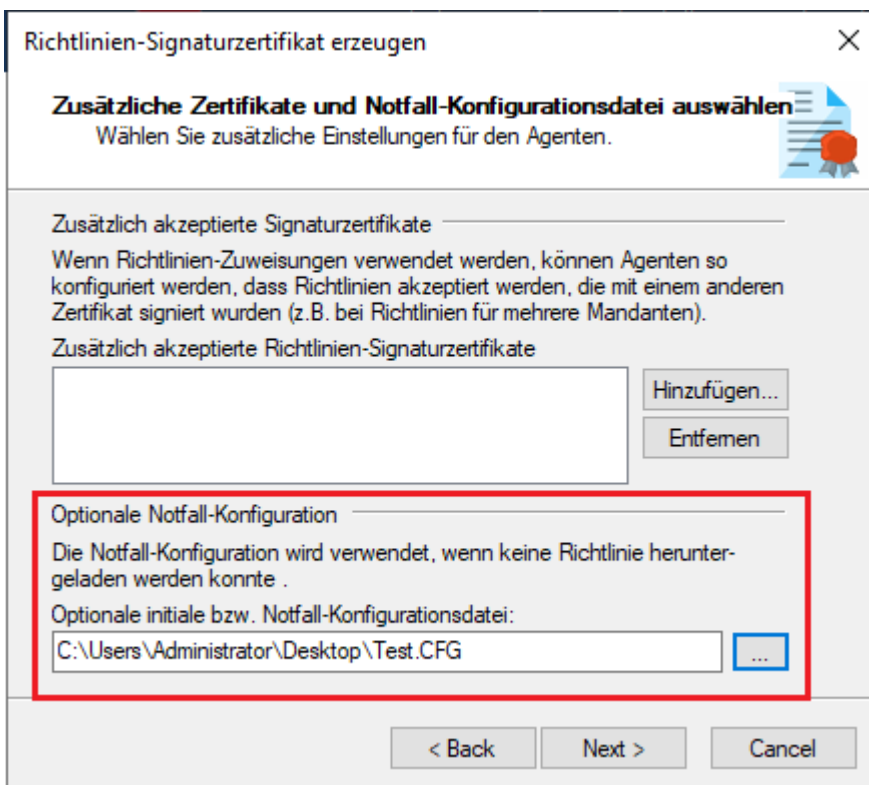 Richtlinien-Signaturzertifikat erzeugen
Zusätzliche Zertifikate und Notfall-Konfigurationsdatei auswählen
Wählen Sie zusätzliche Einstellungen für den Agenten.
Zusätzlich akzeptierte Signaturzertifikate
Wenn Richtlinien-Zuweisungen verwendet werden, können Agenten so
konfiguriert werden, dass Richtlinien akzeptiert werden, die mit einem anderen
Zertifikat signiert wurden (z.B. bei Richtlinien für mehrere Mandanten).
Zusätzlich akzeptierte Richtlinien-Signaturzertifikate
Hinzufügen...
Entfernen
Optionale Notfall-Konfiguration
Die Notfall-Konfiguration wird verwendet, wenn keine Richtlinie herunter-
geladen werden konnte .
Optionale initiale bzw. Notfall-Konfigurationsdatei:
C:\Users\Administrator\Desktop\Test.CFG
...
< Back
Next >
Cancel